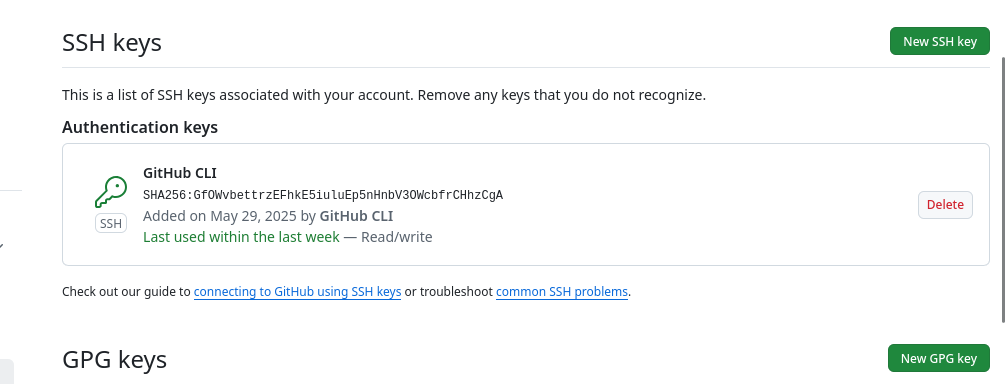 SSH keys
New SSH key
This is a list of SSH keys associated with your account. Remove any keys that you do not recognize.
Authentication keys
GitHub CLI
SHA256:GfOWvbettrzEFhkE5iuluEp5nHnbV3OWcbfrCHhzCgA
Added on May 29, 2025 by GitHub CLI
Last used within the last week — Read/write
SSH
Delete
Check out our guide to connecting to GitHub using SSH keys or troubleshoot common SSH problems.
GPG keys
New GPG key